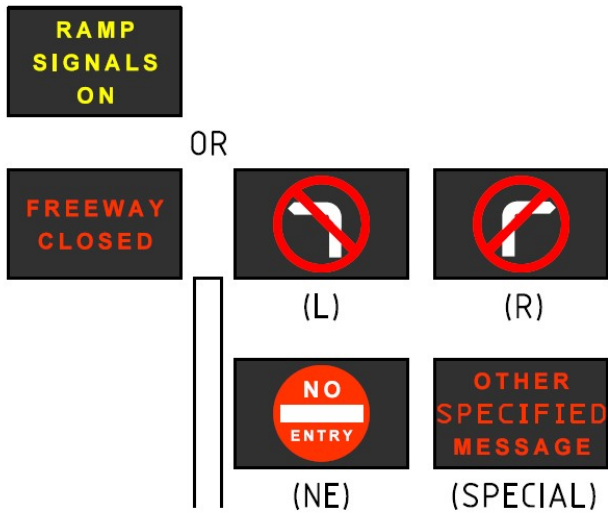 RAMP
SIGNALS
ON
OR
FREEWAY
CLOSED
(L)
(R)
NO
ENTRY
OTHER
SPECIFIED
MESSAGE
(NE)
(SPECIAL)